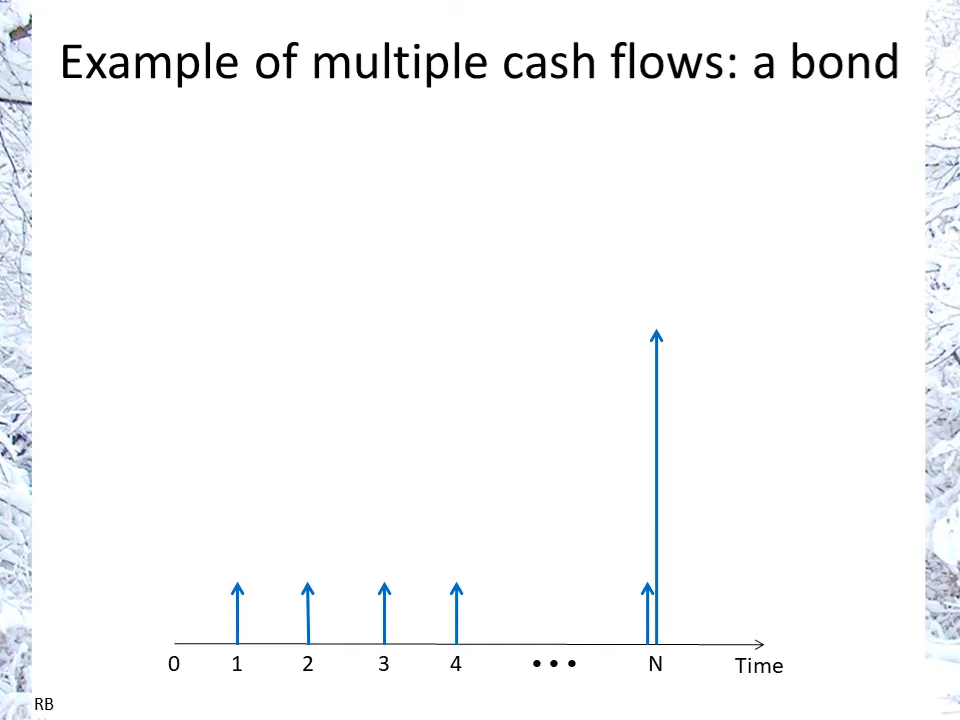 Example of multiple cash flows: a bond
0 1 2 3 4 ••• N Time
RB